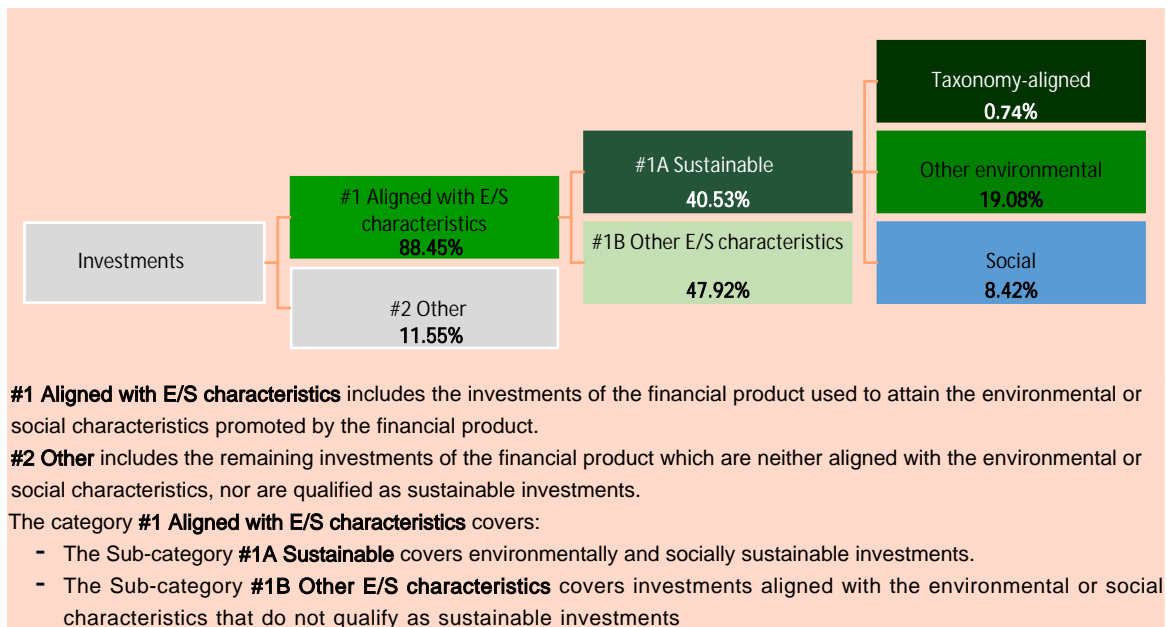 Taxonomy-aligned
0.74%
#1A Sustainable
40.53%
Other environmental
19.08%
#1 Aligned with E/S
characteristics
88.45%
Investments
#1B Other E/S characteristics
47.92%
Social
8.42%
#2 Other
11.55%
#1 Aligned with E/S characteristics includes the investments of the financial product used to attain the environmental or
social characteristics promoted by the financial product.
#2 Other includes the remaining investments of the financial product which are neither aligned with the environmental or
social characteristics, nor are qualified as sustainable investments.
The category #1 Aligned with E/S characteristics covers:
- The Sub-category #1A Sustainable covers environmentally and socially sustainable investments.
- The Sub-category #1B Other E/S characteristics covers investments aligned with the environmental or social
characteristics that do not qualify as sustainable investments